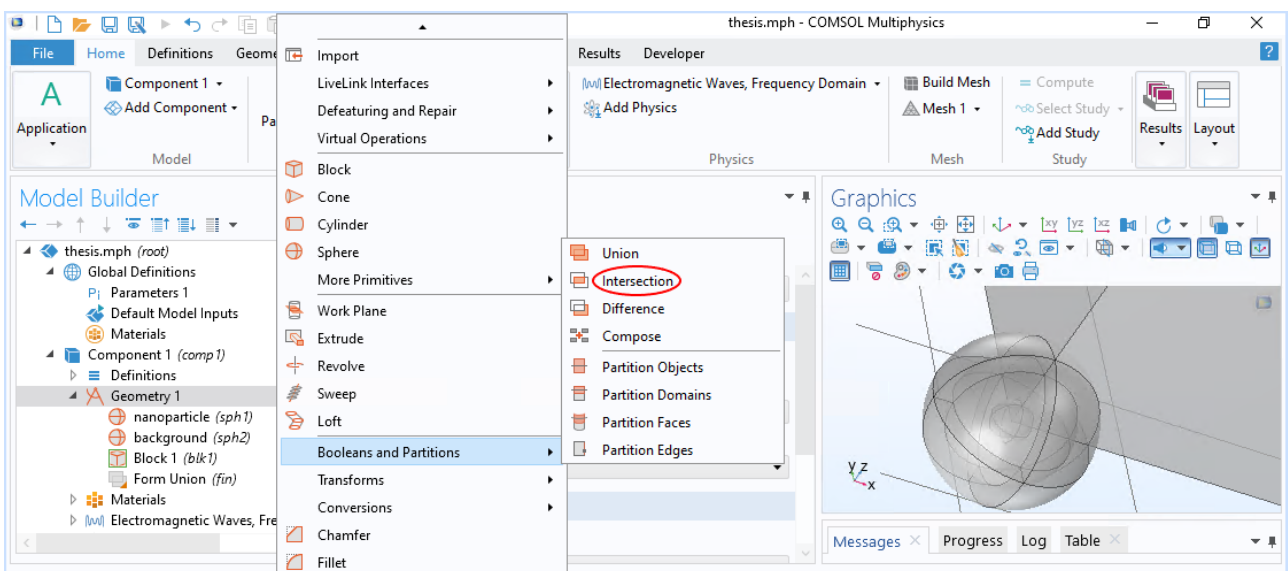 thesis.mph - COMSOL Multiphysics
File Home Definitions Geome Results Developer ?
Application
Component 1
Add Component
Model
Pa
Import
LiveLink Interfaces
Defeaturing and Repair
Virtual Operations
Block
Cone
Cylinder
Sphere
More Primitives
Work Plane
Extrude
Revolve
Sweep
Loft
Booleans and Partitions
Transforms
Conversions
Chamfer
Fillet
Union
Intersection
Difference
Compose
Partition Objects
Partition Domains
Partition Faces
Partition Edges
Electromagnetic Waves, Frequency Domain
Add Physics
Physics
Build Mesh
Mesh 1
Mesh
= Compute
Select Study
Add Study
Study
Results
Layout
Model Builder
thesis.mph (root)
Global Definitions
Pi Parameters 1
Default Model Inputs
Materials
Component 1 (comp1)
Definitions
Geometry 1
nanoparticle (sph1)
background (sph2)
Block 1 (blk1)
Form Union (fin)
Materials
Electromagnetic Waves, Fre
Graphics
xy yz xz
y z
x
Messages Progress Log Table